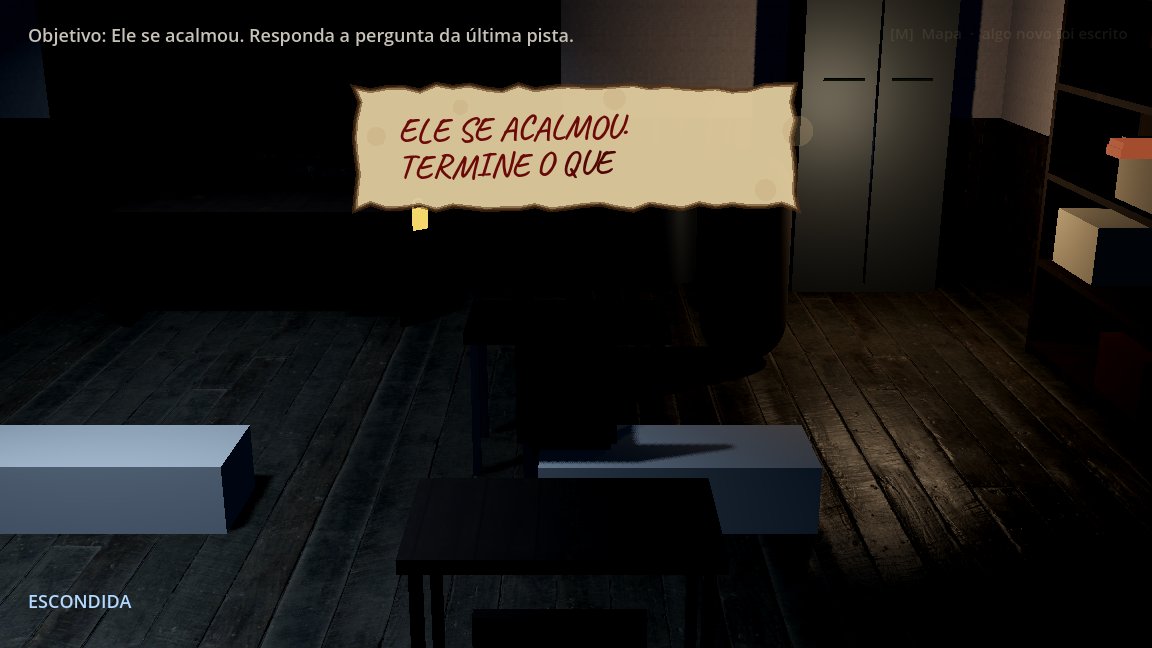 Objetivo: Ele se acalmou. Responda a pergunta da última pista.
[M] Mapa - algo novo foi escrito
ELE SE ACALMOU.
TERMINE O QUE
ESCONDIDA